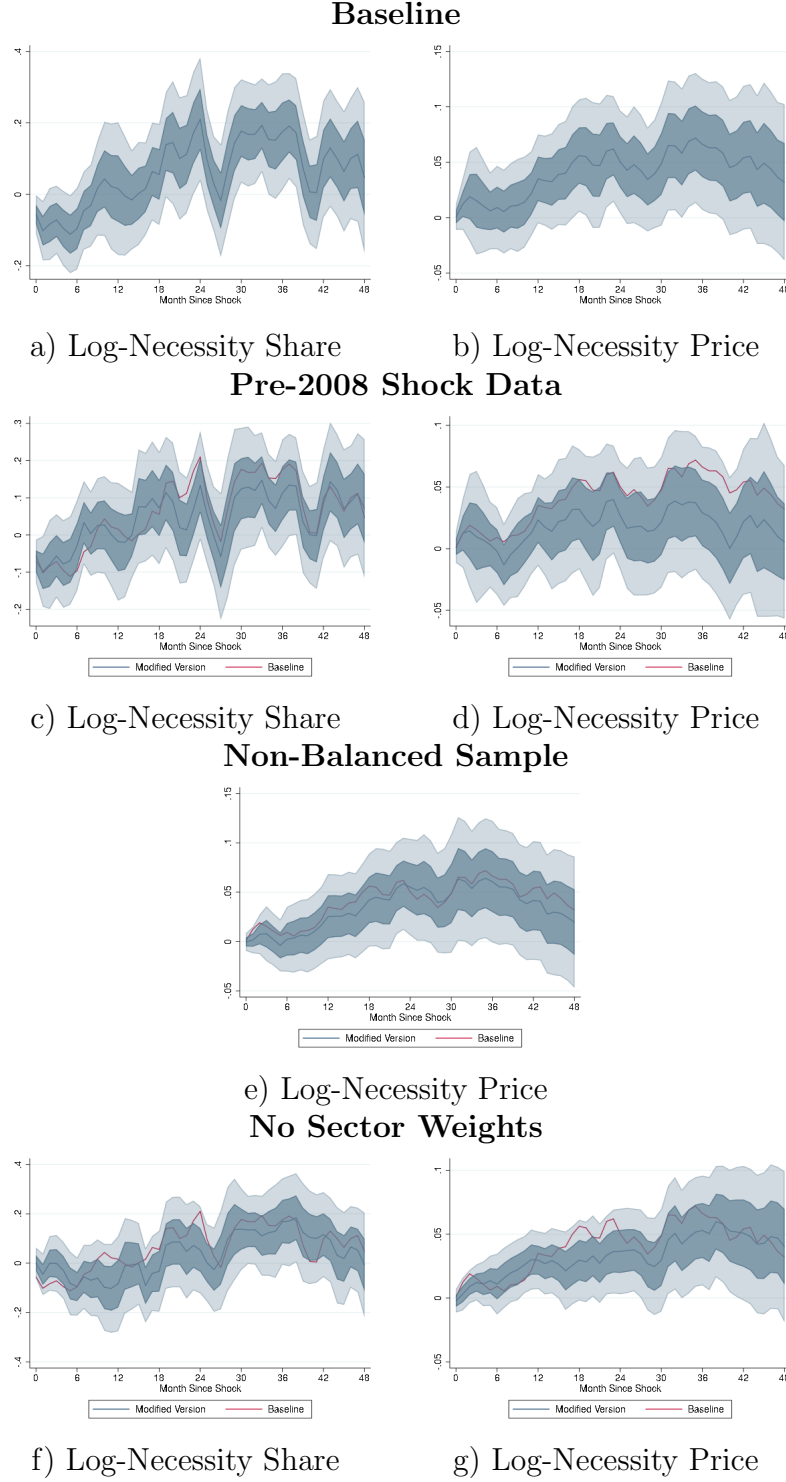 Baseline
.4
.2
0
-.2
0 6 12 18 24 30 36 42 48
Month Since Shock
.15
.1
.05
0
-.05
0 6 12 18 24 30 36 42 48
Month Since Shock
a) Log-Necessity Share
b) Log-Necessity Price
Pre-2008 Shock Data
.3
.2
.1
0
-.1
-.2
0 6 12 18 24 30 36 42 48
Month Since Shock
Modified Version Baseline
.1
.05
0
-.05
0 6 12 18 24 30 36 42 48
Month Since Shock
Modified Version Baseline
c) Log-Necessity Share
d) Log-Necessity Price
Non-Balanced Sample
.15
.1
.05
0
-.05
0 6 12 18 24 30 36 42 48
Month Since Shock
Modified Version Baseline
e) Log-Necessity Price
No Sector Weights
.4
.2
0
-.2
-.4
0 6 12 18 24 30 36 42 48
Month Since Shock
Modified Version Baseline
.1
.05
0
-.05
0 6 12 18 24 30 36 42 48
Month Since Shock
Modified Version Baseline
f) Log-Necessity Share
g) Log-Necessity Price